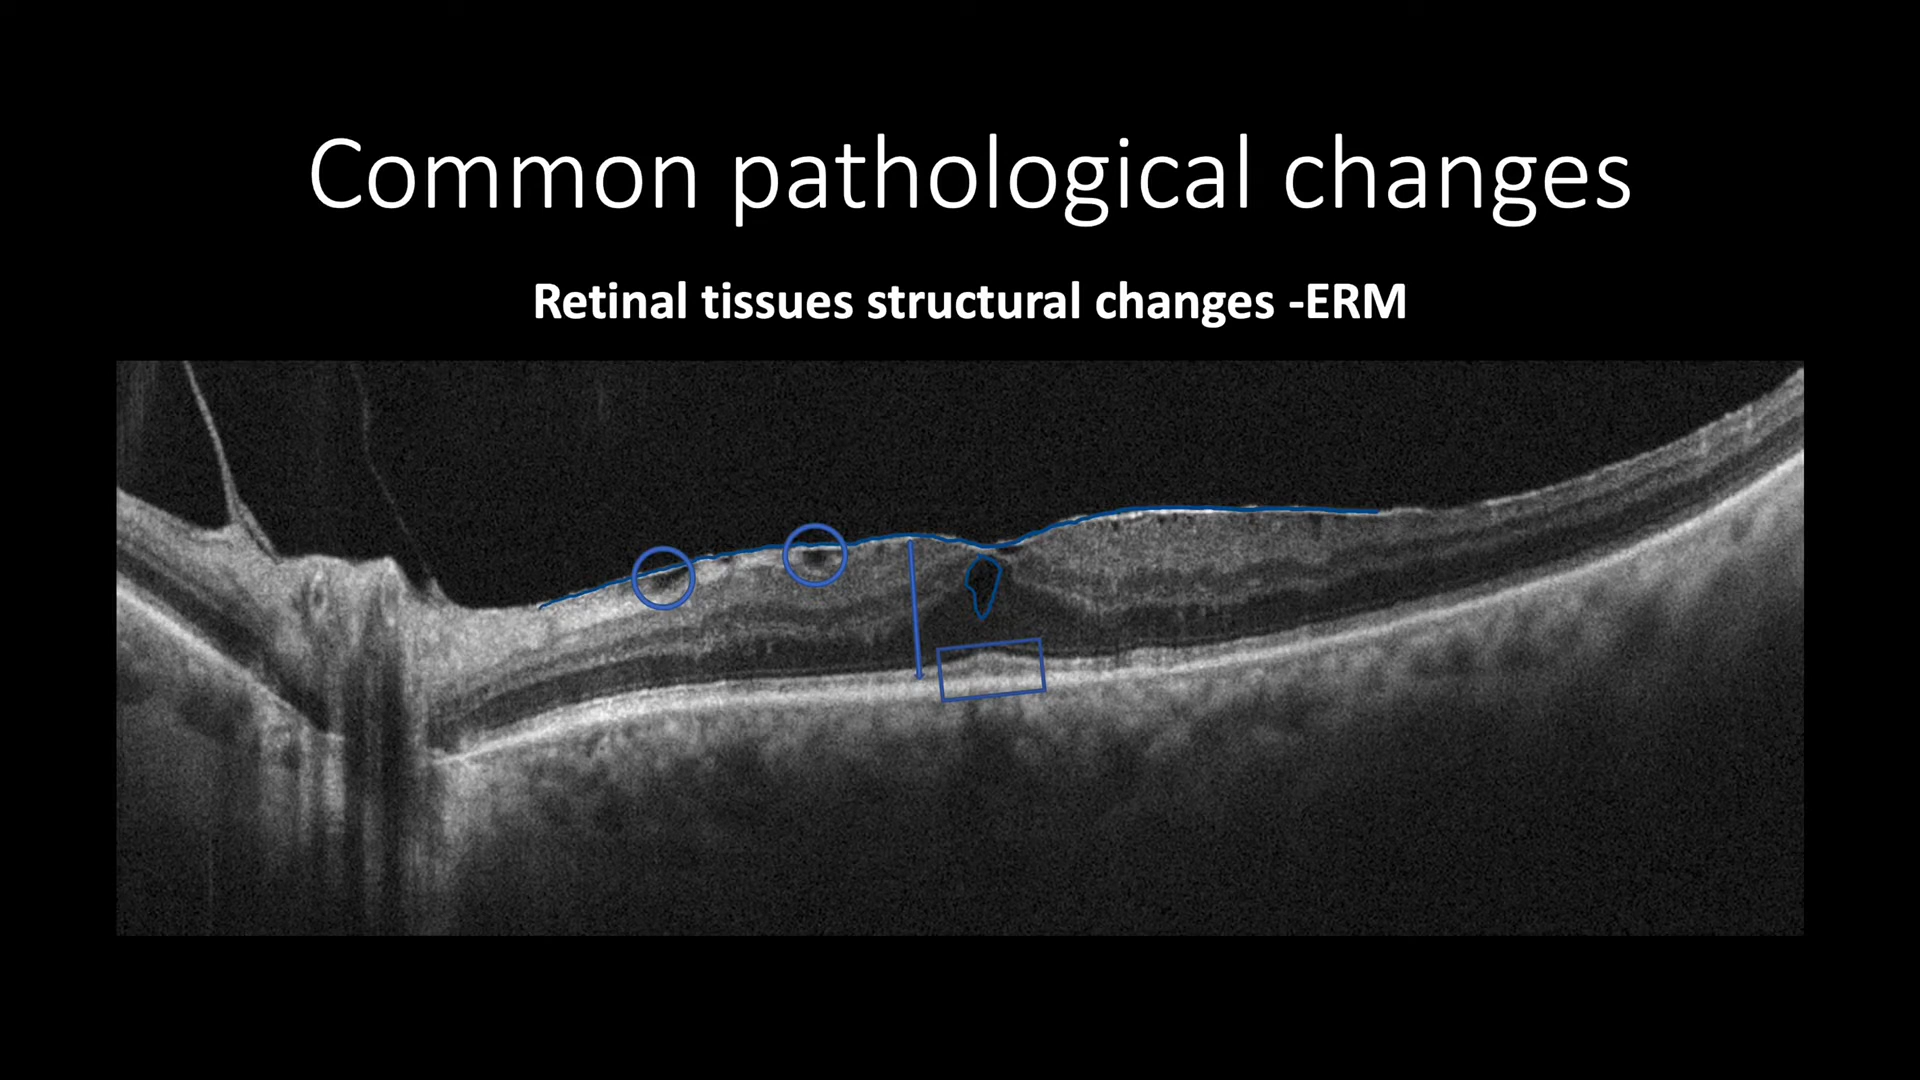 Common pathological changes
Retinal tissues structural changes -ERM